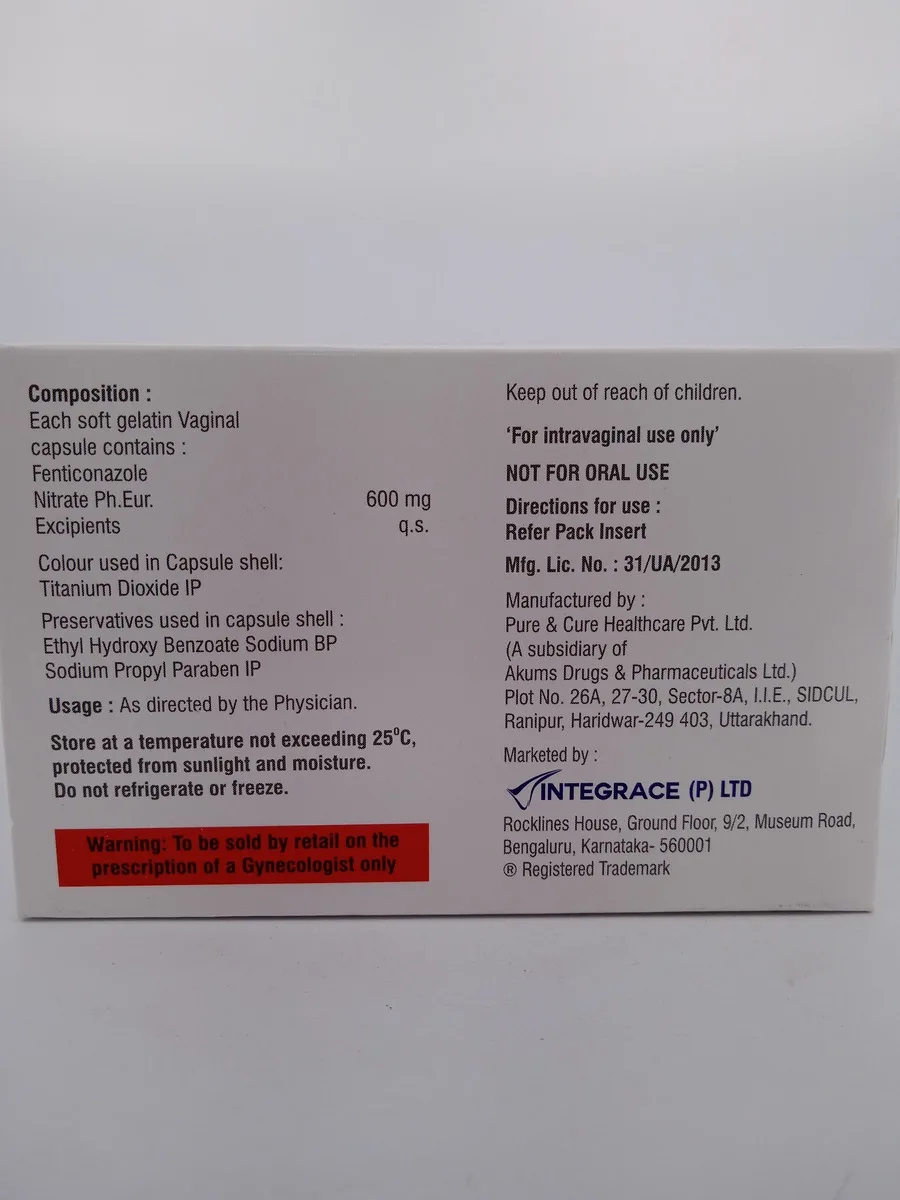 Composition :
Each soft gelatin Vaginal
capsule contains :
Fenticonazole
Nitrate Ph.Eur. 600 mg
Excipients q.s.
Colour used in Capsule shell:
Titanium Dioxide IP
Preservatives used in capsule shell :
Ethyl Hydroxy Benzoate Sodium BP
Sodium Propyl Paraben IP
Usage : As directed by the Physician.
Store at a temperature not exceeding 25⁰C,
protected from sunlight and moisture.
Do not refrigerate or freeze.
Warning: To be sold by retail on the
prescription of a Gynecologist only
Keep out of reach of children.
‘For intravaginal use only’
NOT FOR ORAL USE
Directions for use :
Refer Pack Insert
Mfg. Lic. No. : 31/UA/2013
Manufactured by :
Pure & Cure Healthcare Pvt. Ltd.
(A subsidiary of
Akums Drugs & Pharmaceuticals Ltd.)
Plot No. 26A, 27-30, Sector-8A, I.I.E., SIDCUL,
Ranipur, Haridwar-249 403, Uttarakhand.
Marketed by :
INTEGRACE (P) LTD
Rocklines House, Ground Floor, 9/2, Museum Road,
Bengaluru, Karnataka- 560001
® Registered Trademark